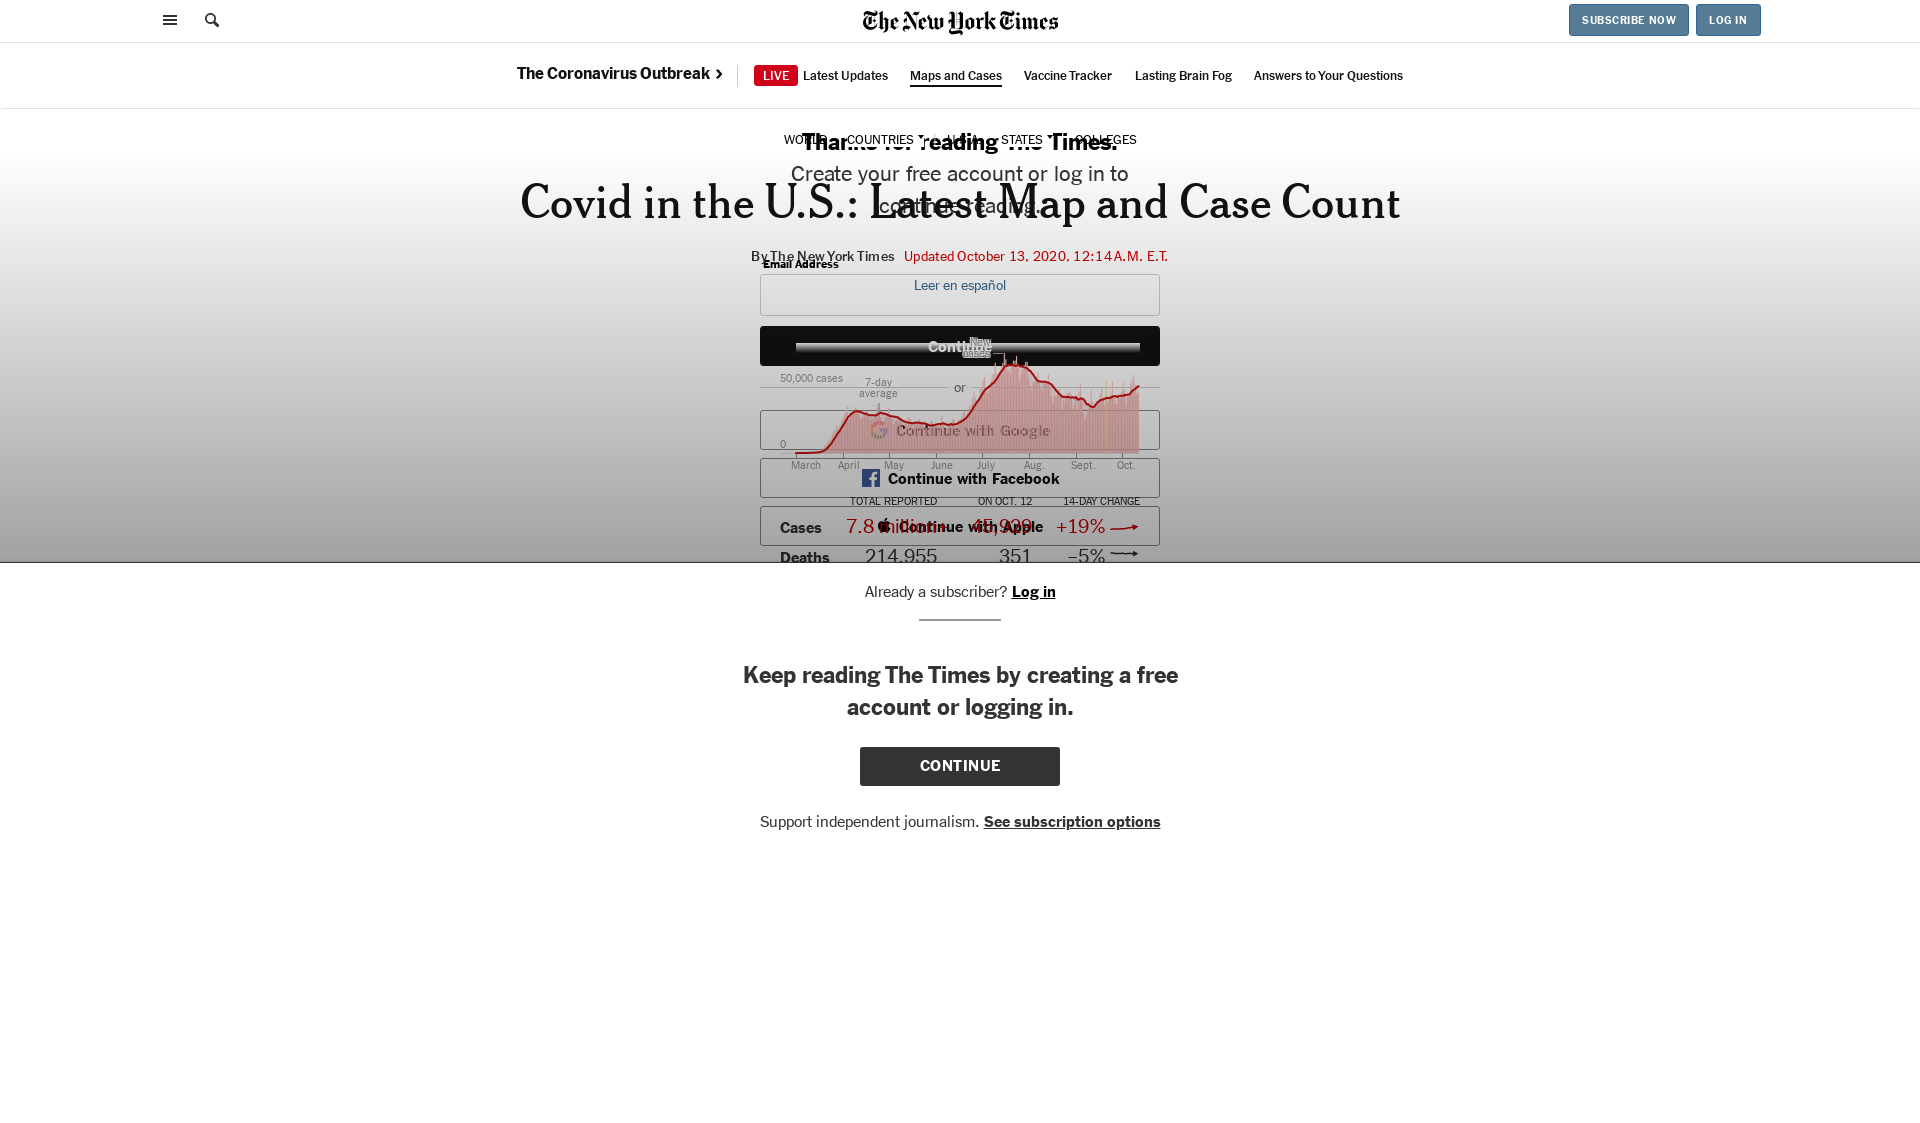 The New York Times
SUBSCRIBE NOW
LOG IN
The Coronavirus Outbreak
LIVE Latest Updates
Maps and Cases
Vaccine Tracker
Lasting Brain Fog
Answers to Your Questions
WORLD COUNTRIES U.S.A. STATES COLLEGES
Thanks for reading The Times.
Create your free account or log in to
continue reading.
Covid in the U.S.: Latest Map and Case Count
By The New York Times Updated October 13, 2020, 12:14 A.M. E.T.
Email Address
Leer en español
Continue
New
cases
50,000 cases
7-day
average
or
Continue with Google
0
March April May June July Aug. Sept. Oct.
Continue with Facebook
TOTAL REPORTED ON OCT. 12 14-DAY CHANGE
Cases 7.8 million+ 45,939 +19%
Continue with Apple
Deaths 214,955 351 –5%
Already a subscriber? Log in
Keep reading The Times by creating a free
account or logging in.
CONTINUE
Support independent journalism. See subscription options